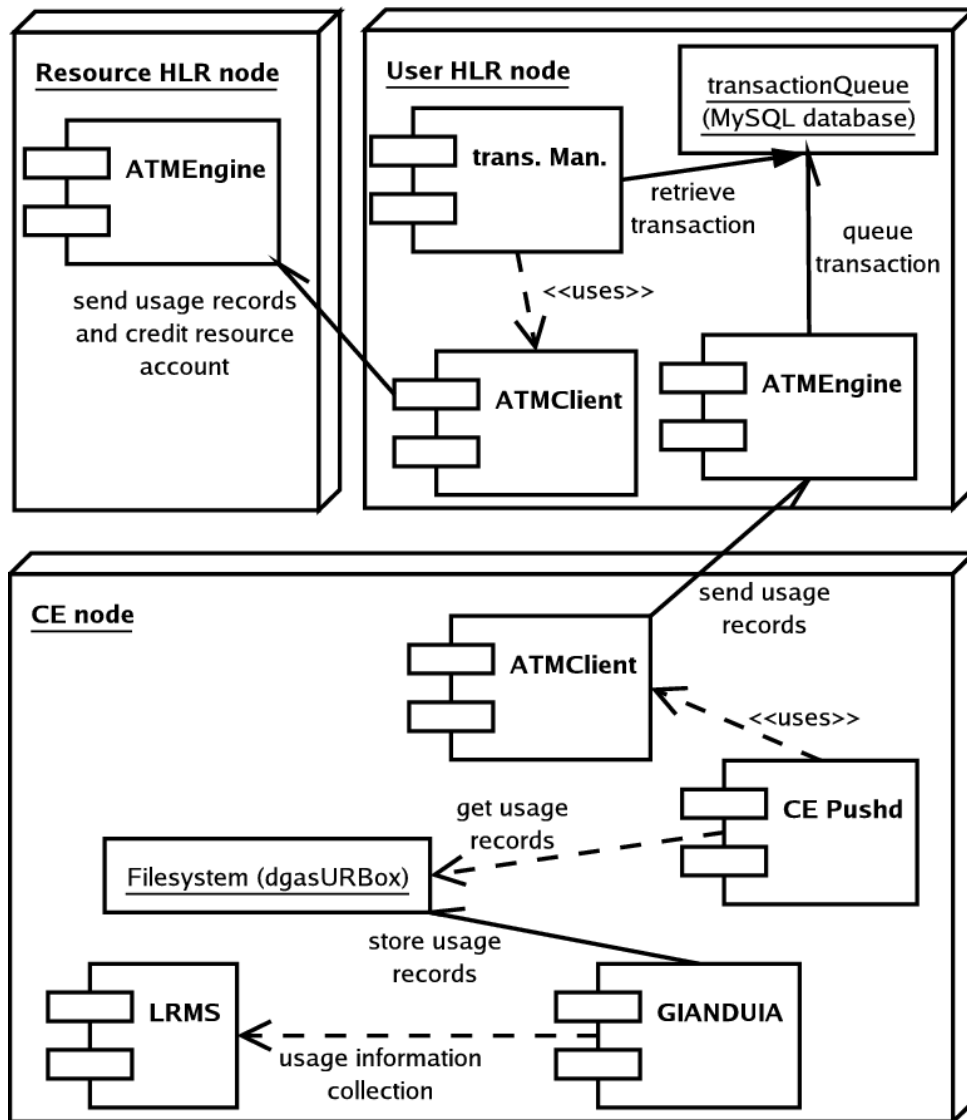 Resource HLR node
ATMEngine
send usage records
and credit resource
account
User HLR node
transactionQueue
(MySQL database)
trans. Man.
retrieve
transaction
queue
transaction
<<uses>>
ATMClient
ATMEngine
CE node
send usage
records
ATMClient
<<uses>>
CE Pushd
get usage
records
Filesystem (dgasURBox)
store usage
records
LRMS
GIANDUIA
usage information
collection